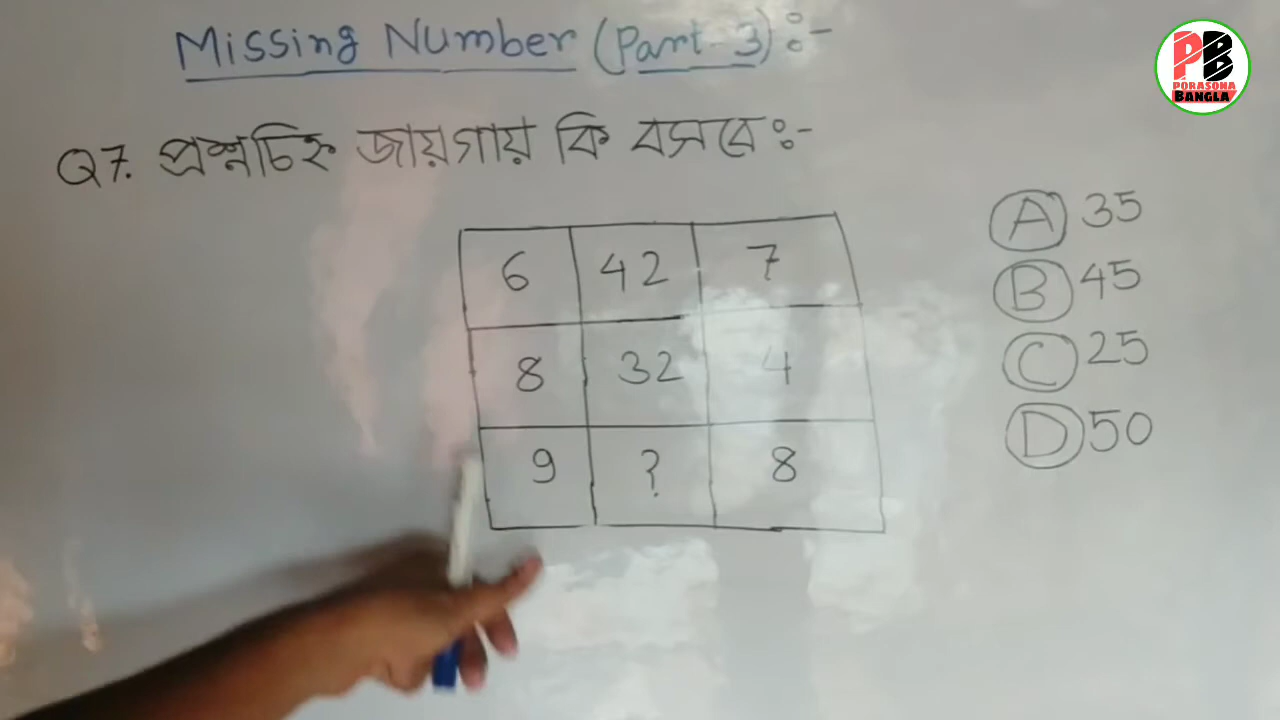 Missing Number (Part-3):-
PB
PORASONA
BANGLA
Q7. প্রশ্নচিহ্ন জায়গায় কি বসবে:-
6 42 7
8 32 4
9 ? 8
A 35
B 45
C 25
D 50